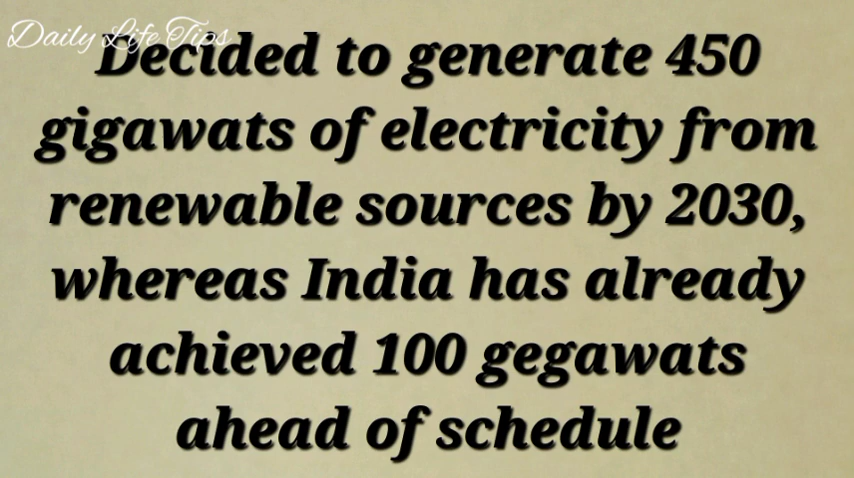 Daily Life Tips
Decided to generate 450
gigawats of electricity from
renewable sources by 2030,
whereas India has already
achieved 100 gegawats
ahead of schedule